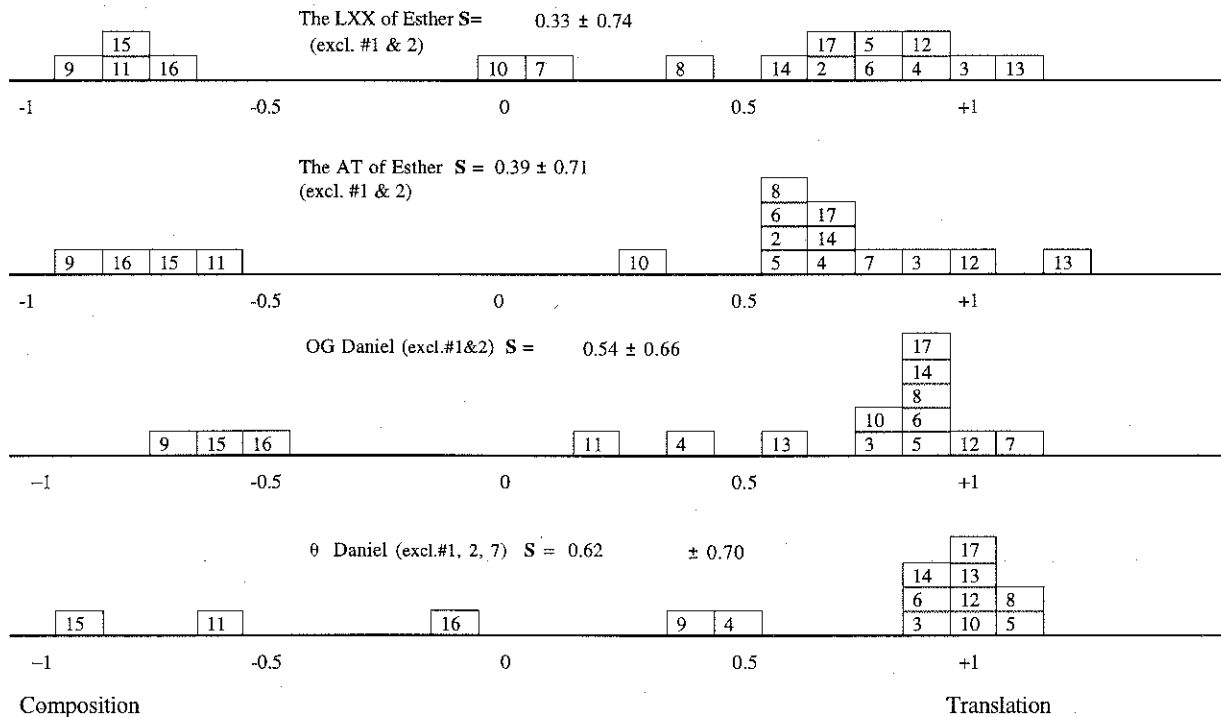 The LXX of Esther S= 0.33 ± 0.74
(excl. #1 & 2)
15 17 5 12
9 11 16 10 7 8 14 2 6 4 3 13
-1 -0.5 0 0.5 +1
The AT of Esther S = 0.39 ± 0.71
(excl. #1 & 2)
8
6 17
2 14
9 16 15 11 10 5 4 7 3 12 13
-1 -0.5 0 0.5 +1
OG Daniel (excl.#1&2) S = 0.54 ± 0.66
17
14
8
10 6
9 15 16 11 4 13 3 5 12 7
–1 -0.5 0 0.5 +1
θ Daniel (excl.#1, 2, 7) S = 0.62 ± 0.70
17
14 13
6 12 8
15 11 16 9 4 3 10 5
–1 -0.5 0 0.5 +1
Composition Translation